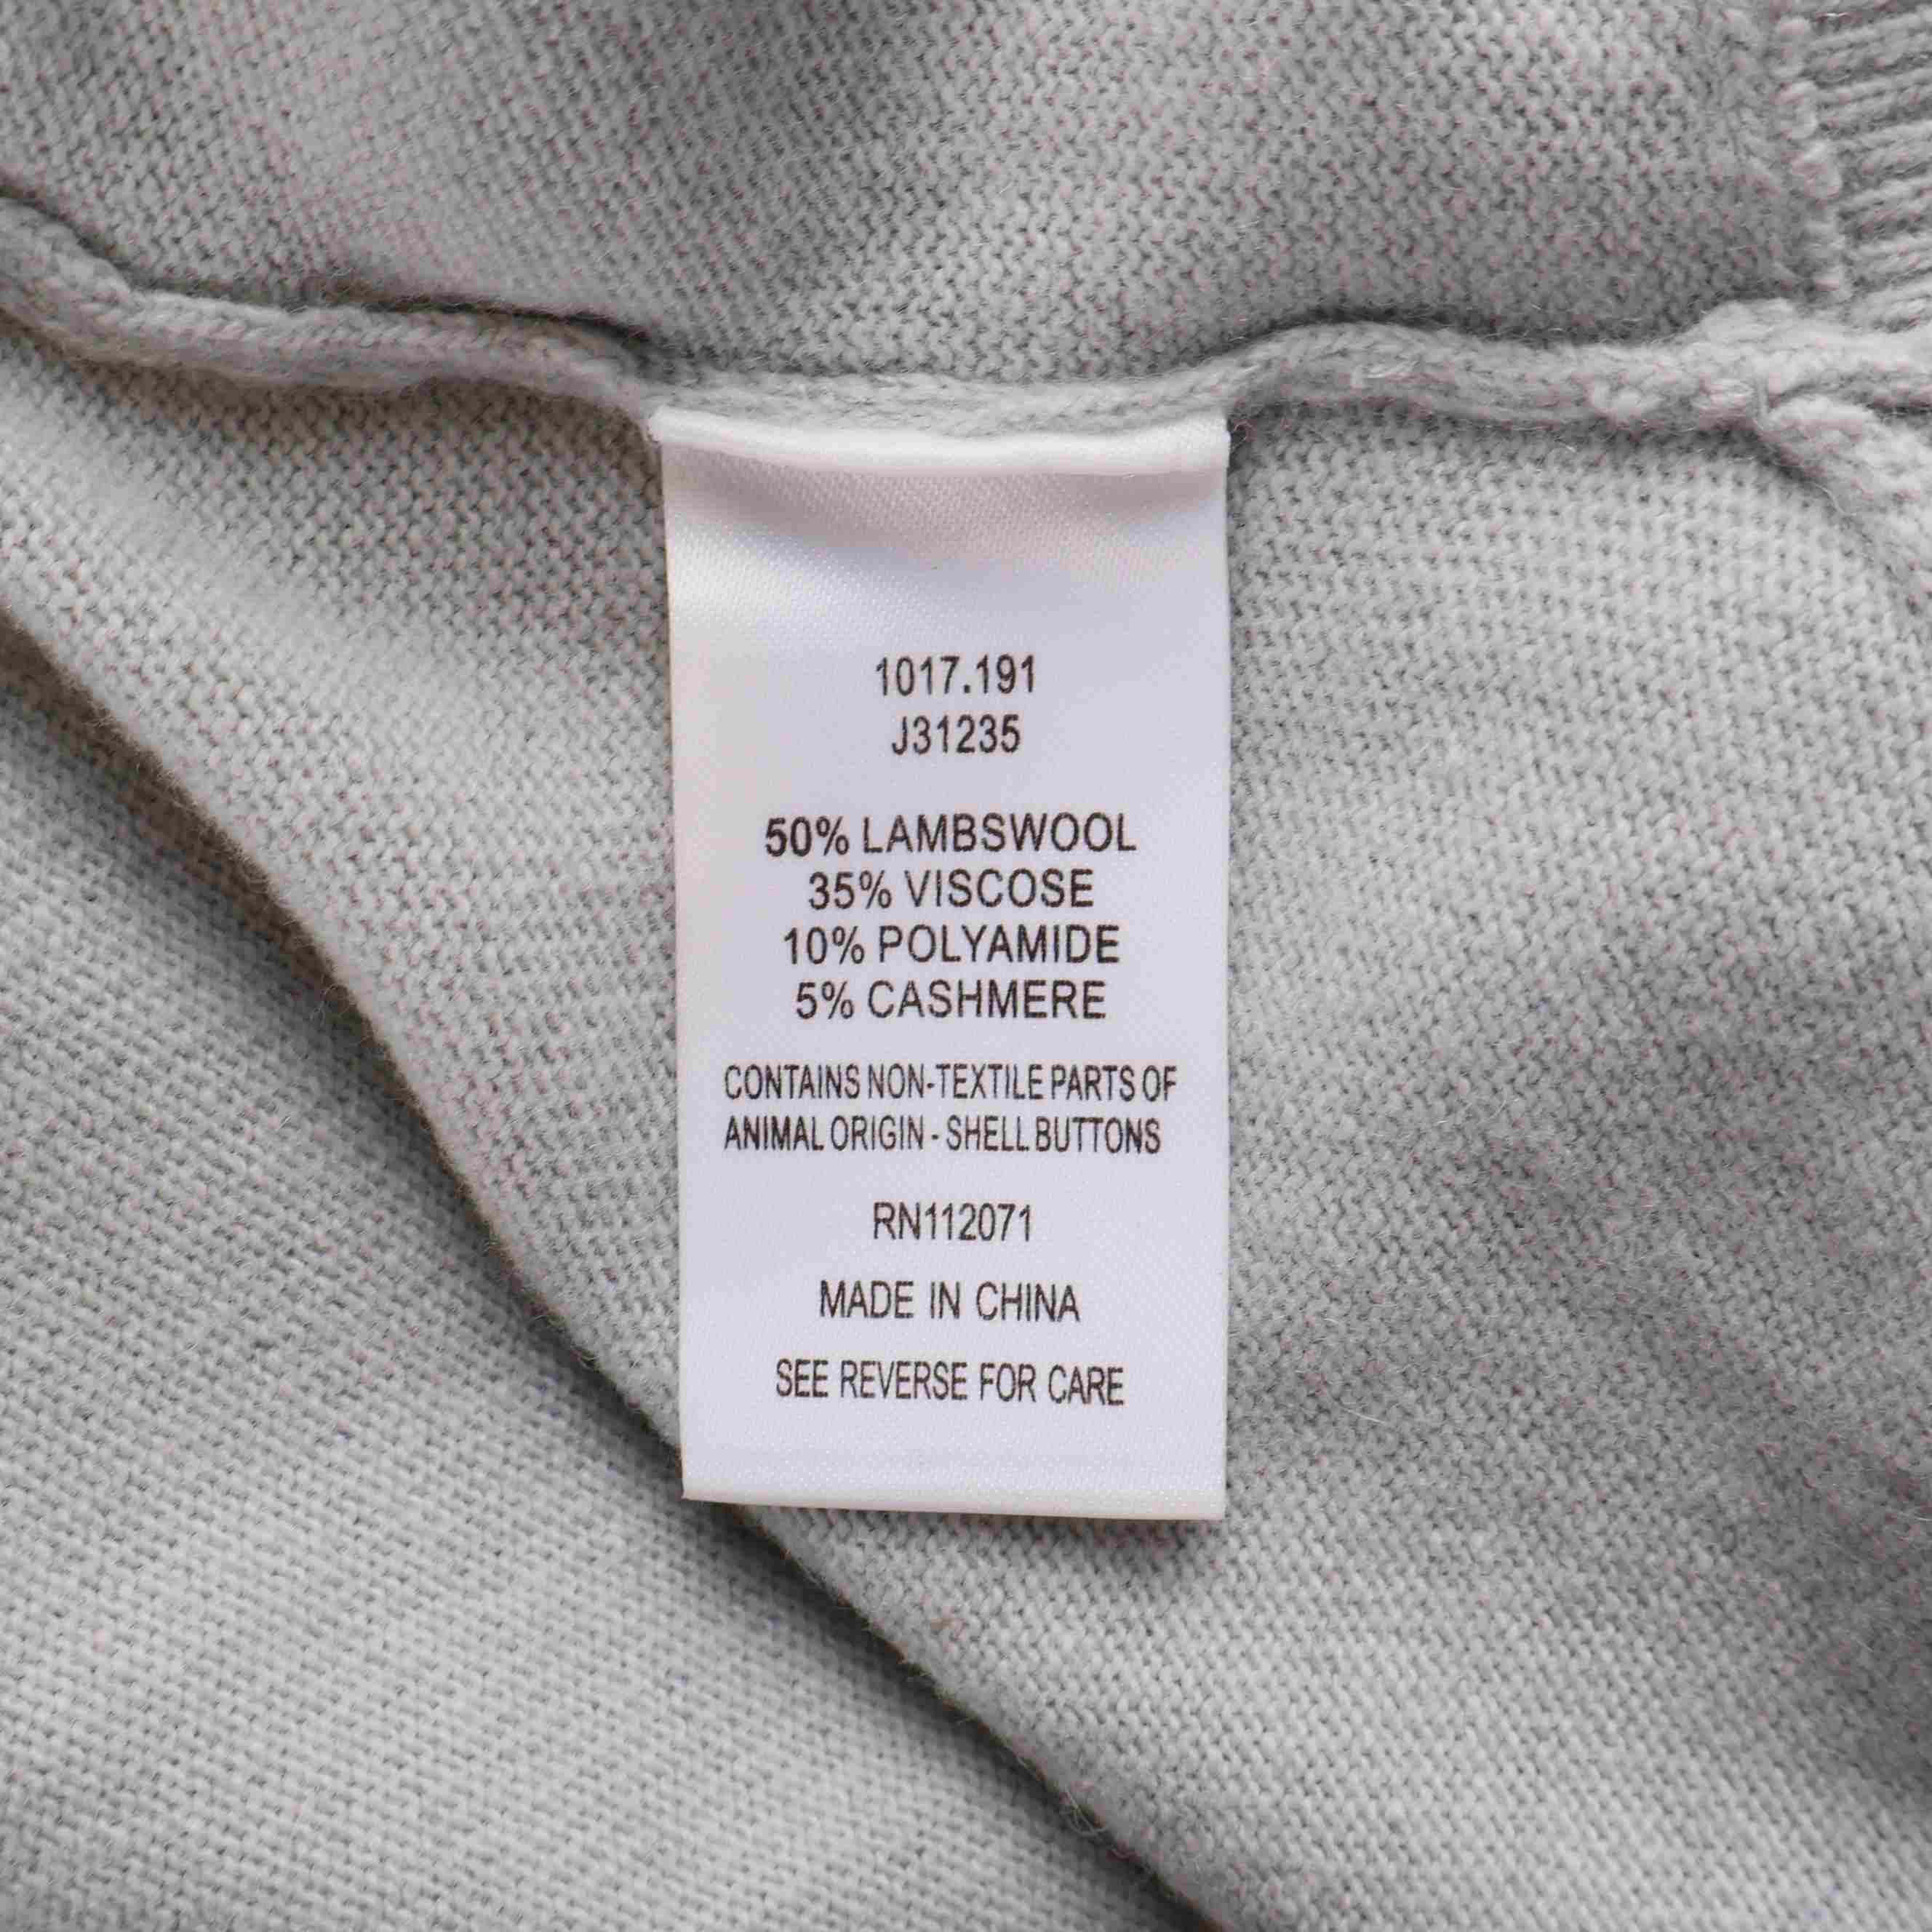 1017.191
J31235
50% LAMBSWOOL
35% VISCOSE
10% POLYAMIDE
5% CASHMERE
CONTAINS NON-TEXTILE PARTS OF
ANIMAL ORIGIN - SHELL BUTTONS
RN112071
MADE IN CHINA
SEE REVERSE FOR CARE